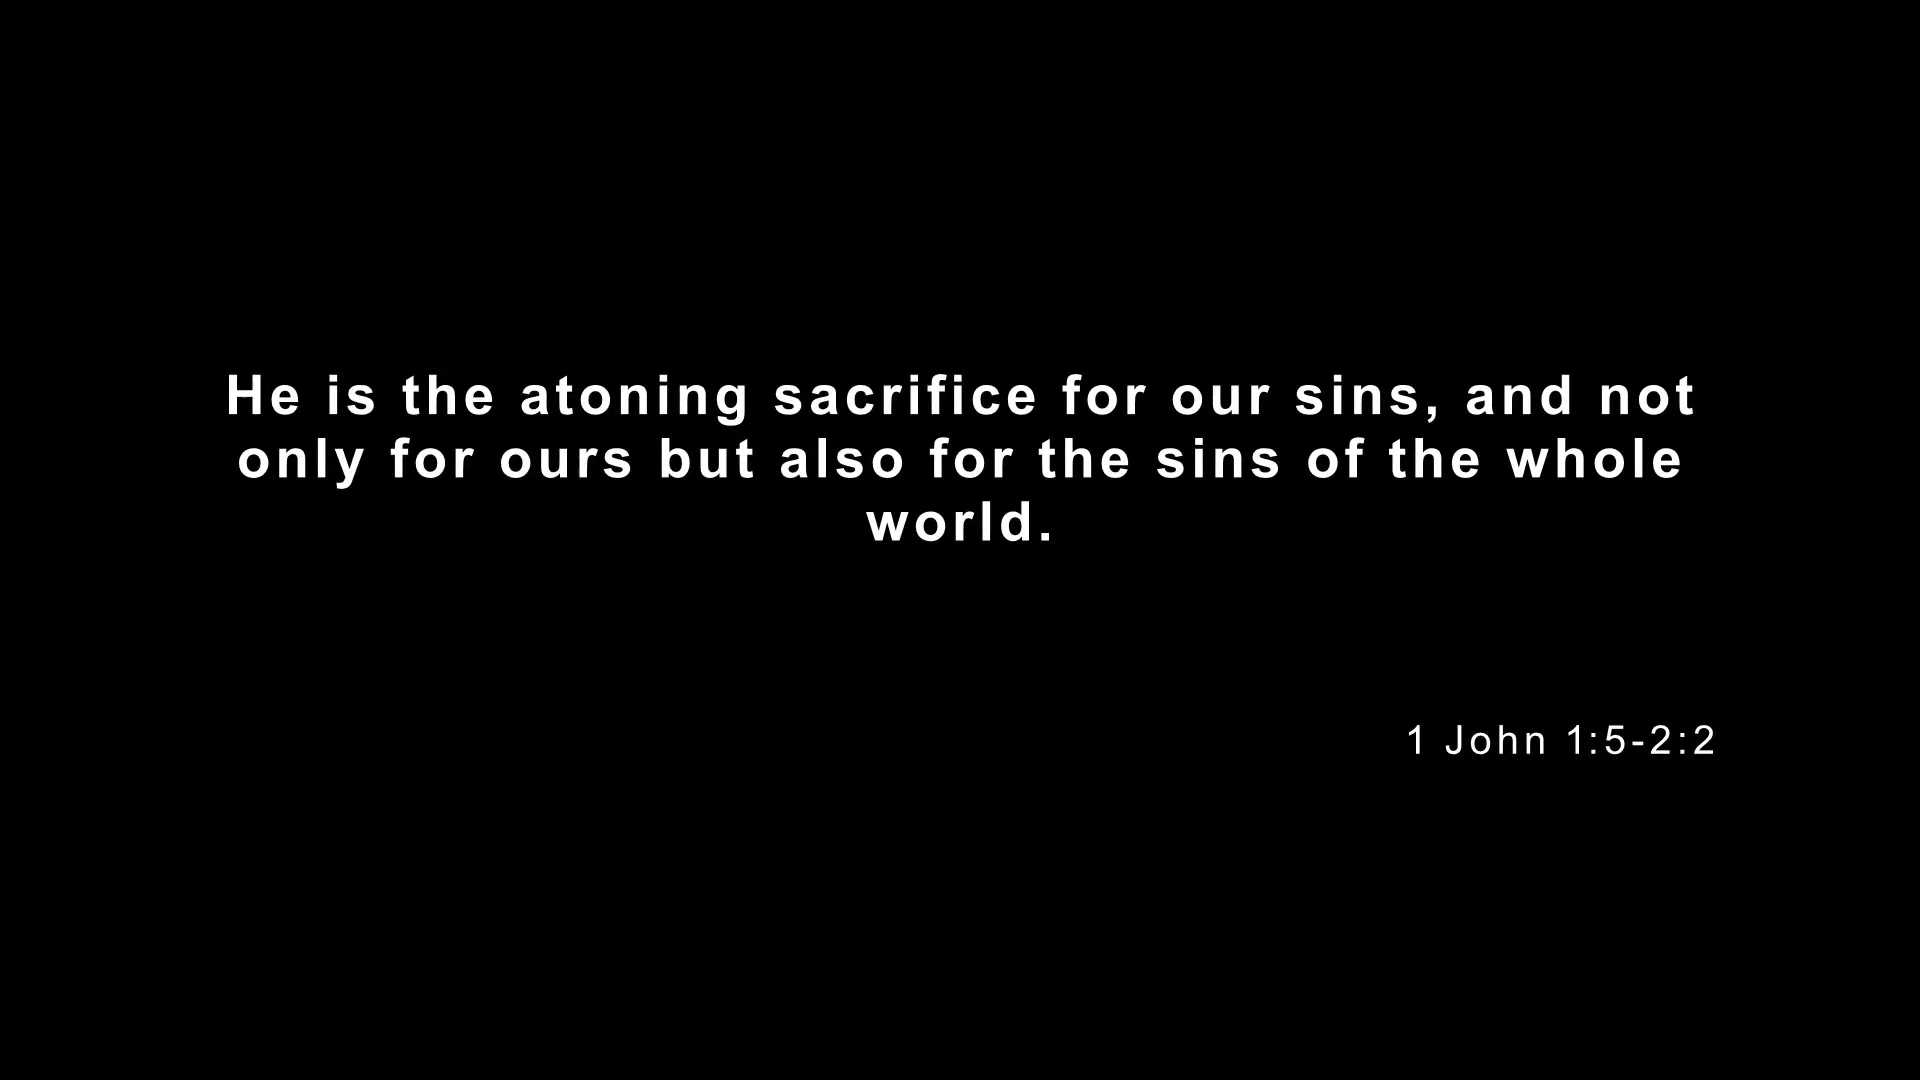 He is the atoning sacrifice for our sins, and not
only for ours but also for the sins of the whole
world.
1 John 1:5-2:2